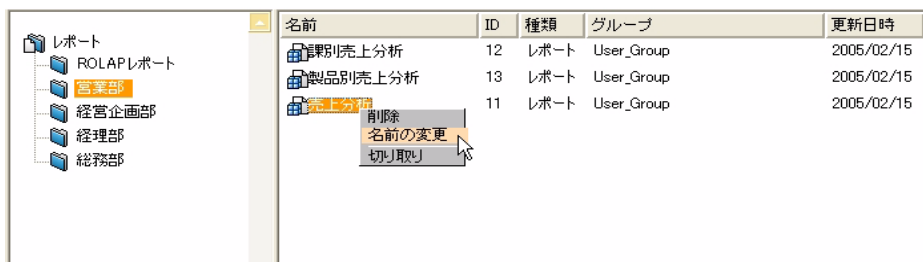 レポート
ROLAPレポート
営業部
経営企画部
経理部
総務部
名前 ID 種類 グループ 更新日時
課別売上分析 12 レポート User_Group 2005/02/15
製品別売上分析 13 レポート User_Group 2005/02/15
売上分析 11 レポート User_Group 2005/02/15
削除
名前の変更
切り取り